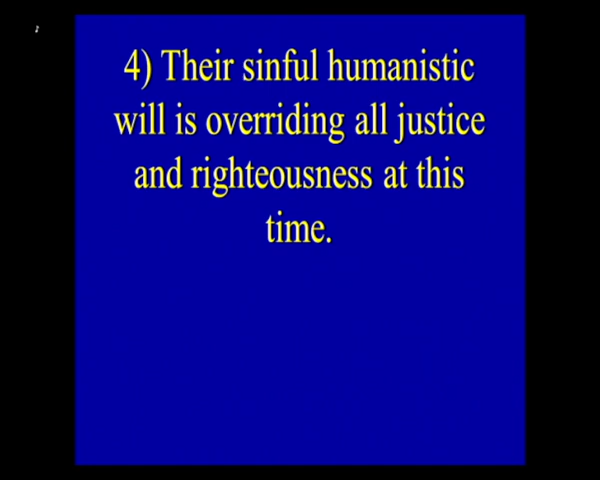 4) Their sinful humanistic
will is overriding all justice
and righteousness at this
time.